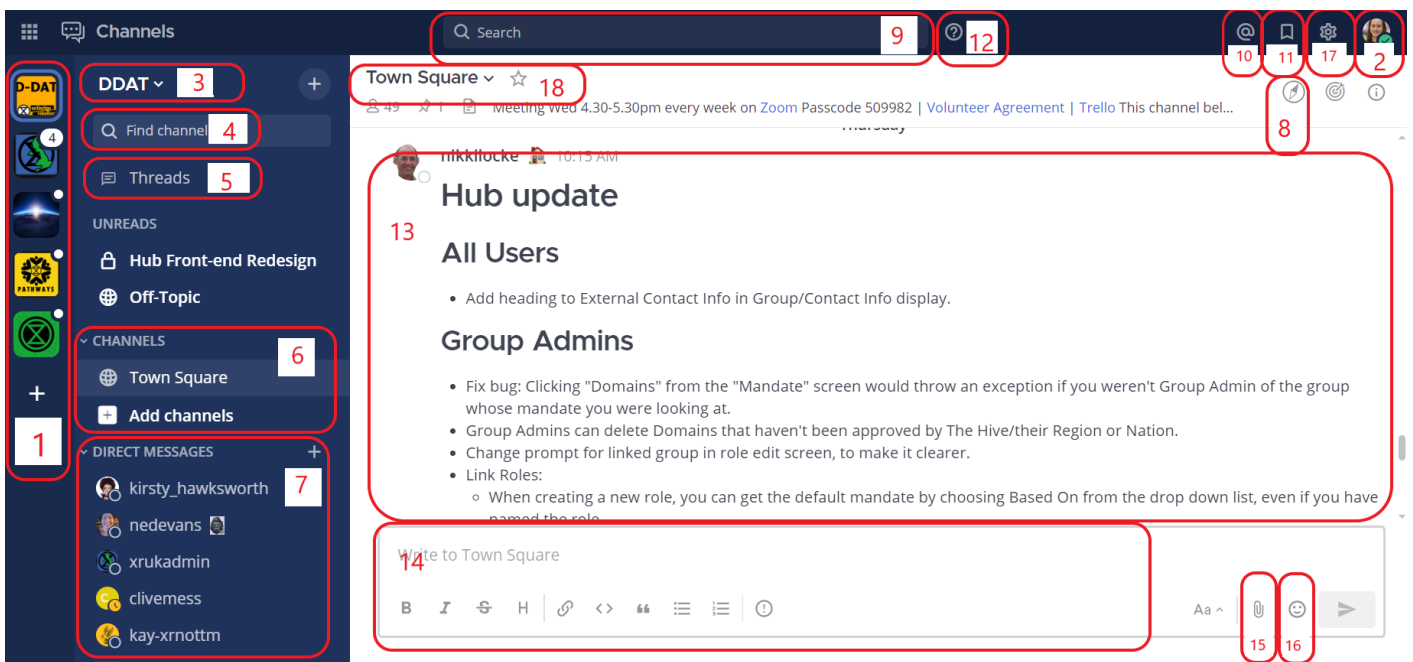 Channels
Search
9
12
10
11
17
2
D-DAT
4
PATHWAYS
1
DDAT
3
Find channel
4
Threads
5
UNREADS
Hub Front-end Redesign
Off-Topic
CHANNELS
6
Town Square
Add channels
DIRECT MESSAGES
7
kirsty_hawksworth
nedevans
xrukadmin
clivemess
kay-xrnottm
Town Square
18
49 1 Meeting Wed 4.30-5.30pm every week on Zoom Passcode 509982 | Volunteer Agreement | Trello This channel bel...
8
Thursday
nikkilocke 10:15 AM
13
Hub update
All Users
• Add heading to External Contact Info in Group/Contact Info display.
Group Admins
• Fix bug: Clicking "Domains" from the "Mandate" screen would throw an exception if you weren't Group Admin of the group
whose mandate you were looking at.
• Group Admins can delete Domains that haven't been approved by The Hive/their Region or Nation.
• Change prompt for linked group in role edit screen, to make it clearer.
• Link Roles:
◦ When creating a new role, you can get the default mandate by choosing Based On from the drop down list, even if you have
named the role
Write to Town Square
14
B I S H
Aa
15
16